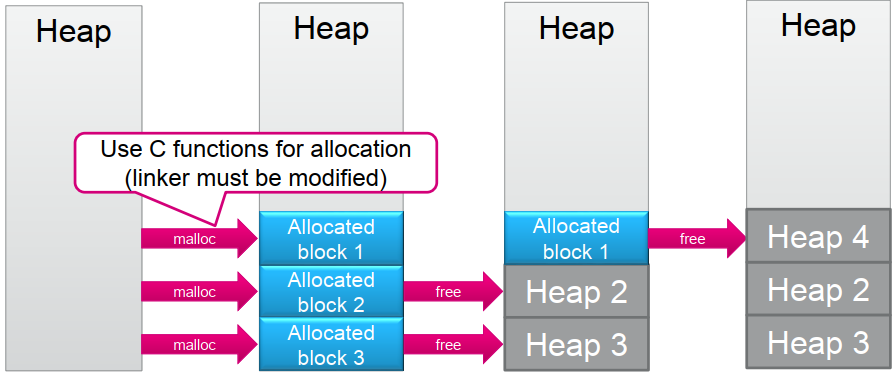 Heap
Heap
Heap
Heap
Use C functions for allocation
(linker must be modified)
malloc
Allocated
block 1
Allocated
block 1
free
Heap 4
malloc
Allocated
block 2
free
Heap 2
Heap 2
malloc
Allocated
block 3
free
Heap 3
Heap 3